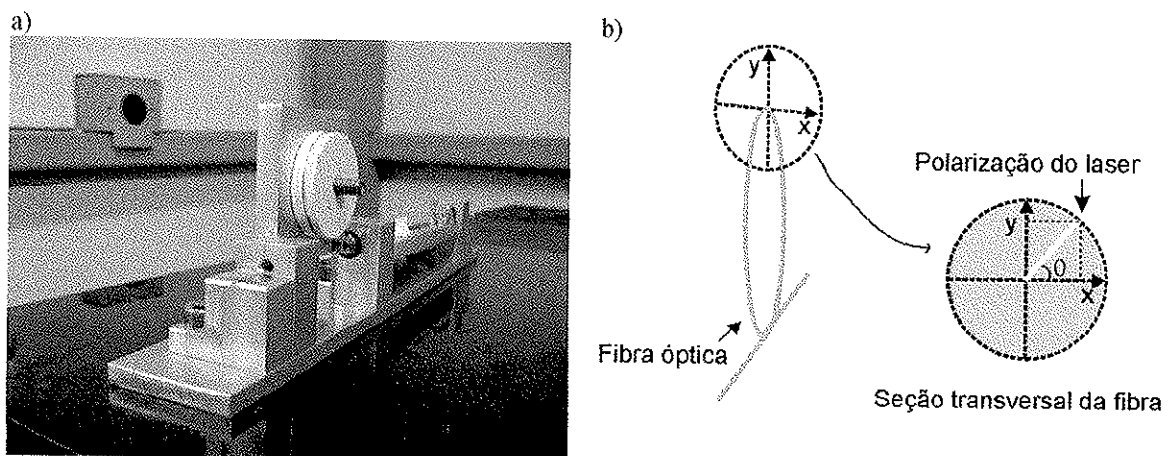 a)
b)
y
x
Polarização do laser
y
θ
x
Fibra óptica
Seção transversal da fibra